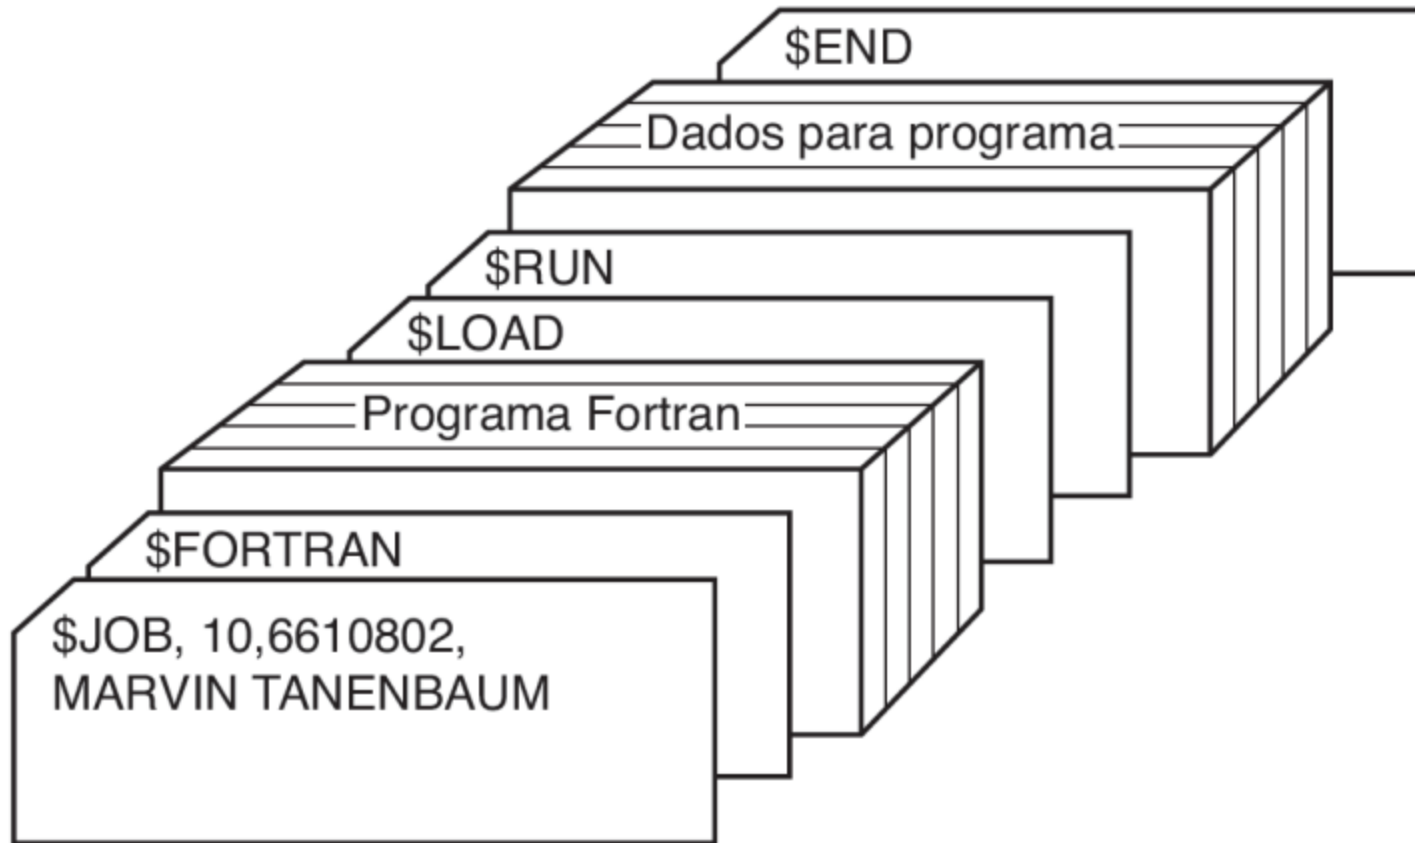 $END
Dados para programa
$RUN
$LOAD
Programa Fortran
$FORTRAN
$JOB, 10,6610802,
MARVIN TANENBAUM